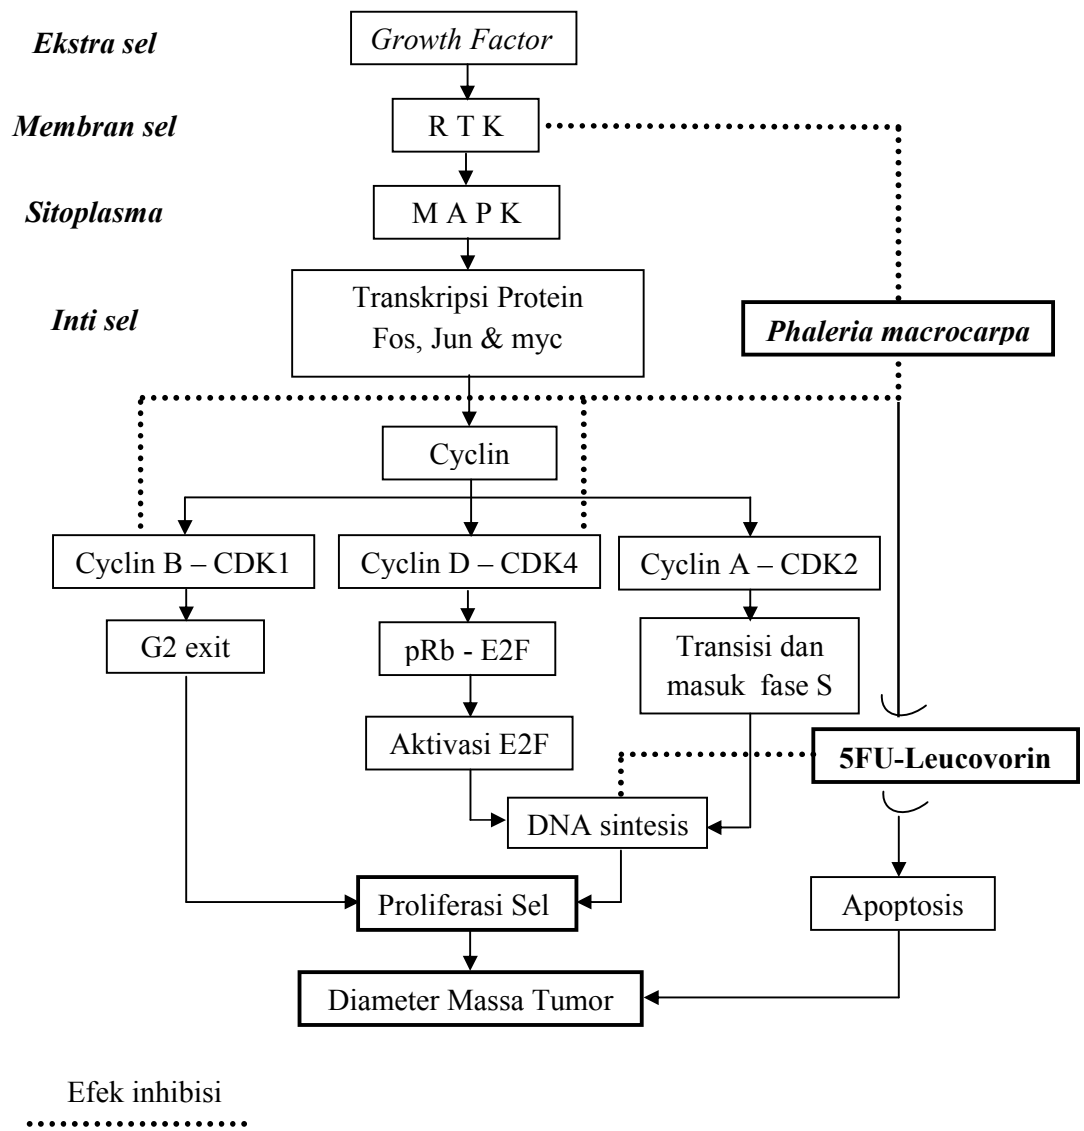 Ekstra sel
Growth Factor
Membran sel
R T K
Sitoplasma
M A P K
Inti sel
Transkripsi Protein
Fos, Jun & myc
Phaleria macrocarpa
Cyclin
Cyclin B – CDK1
Cyclin D – CDK4
Cyclin A – CDK2
G2 exit
pRb - E2F
Transisi dan
masuk fase S
Aktivasi E2F
5FU-Leucovorin
DNA sintesis
Proliferasi Sel
Apoptosis
Diameter Massa Tumor
Efek inhibisi